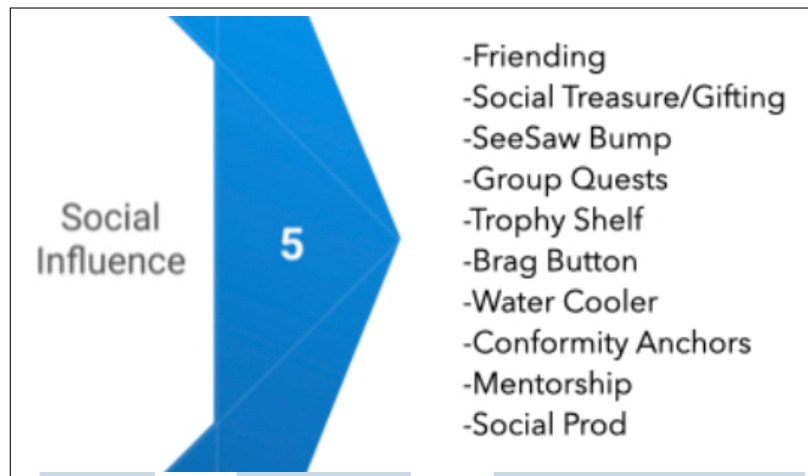 Social
Influence
5
-Friending
-Social Treasure/Gifting
-SeeSaw Bump
-Group Quests
-Trophy Shelf
-Brag Button
-Water Cooler
-Conformity Anchors
-Mentorship
-Social Prod